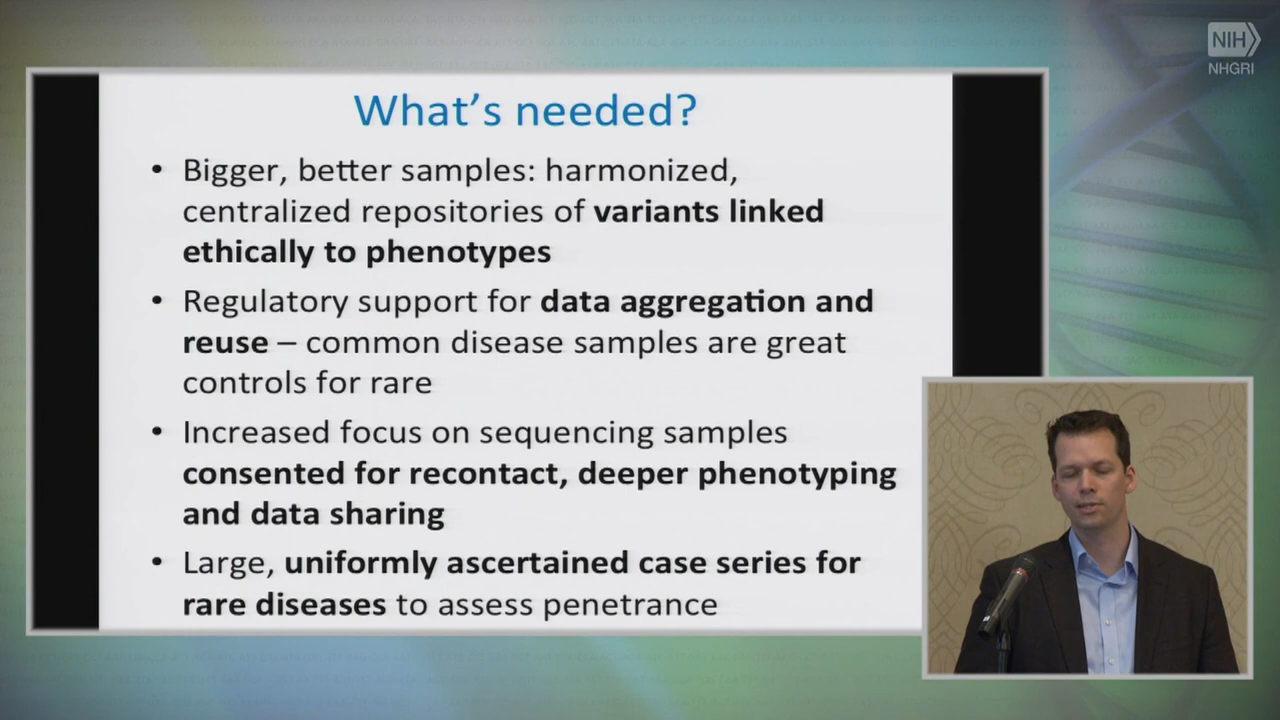 What's needed?
• Bigger, better samples: harmonized,
centralized repositories of variants linked
ethically to phenotypes
• Regulatory support for data aggregation and
reuse – common disease samples are great
controls for rare
• Increased focus on sequencing samples
consented for recontact, deeper phenotyping
and data sharing
• Large, uniformly ascertained case series for
rare diseases to assess penetrance
NIH
NHGRI